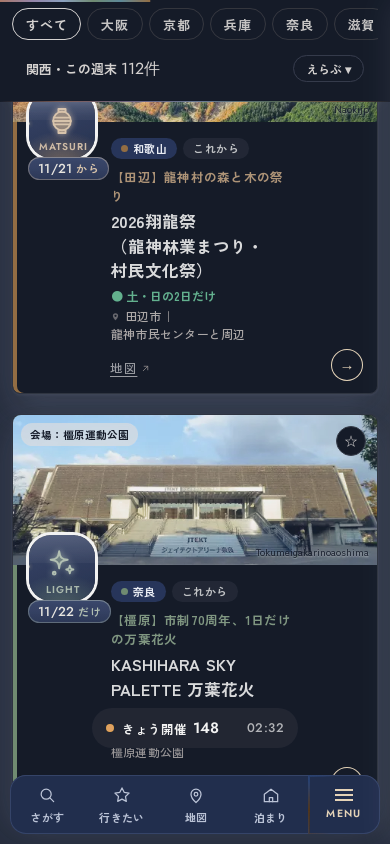 すべて
大阪
京都
兵庫
奈良
滋賀
関西・この週末 112件
えらぶ ▾
MATSURI
11/21 から
和歌山
これから
【田辺】龍神村の森と木の祭
り
2026翔龍祭
（龍神林業まつり・
村民文化祭）
土・日の2日だけ
田辺市｜
龍神市民センターと周辺
地図 ↗
→
会場：橿原運動公園
☆
JTEKT
ジェイテクトアリーナ奈良
Tokumeigakarinoaoshima
LIGHT
11/22 だけ
奈良
これから
【橿原】市制70周年、1日だけ
の万葉花火
KASHIHARA SKY
PALETTE 万葉花火
きょう開催 148
02:32
橿原運動公園
さがす
行きたい
地図
泊まり
MENU